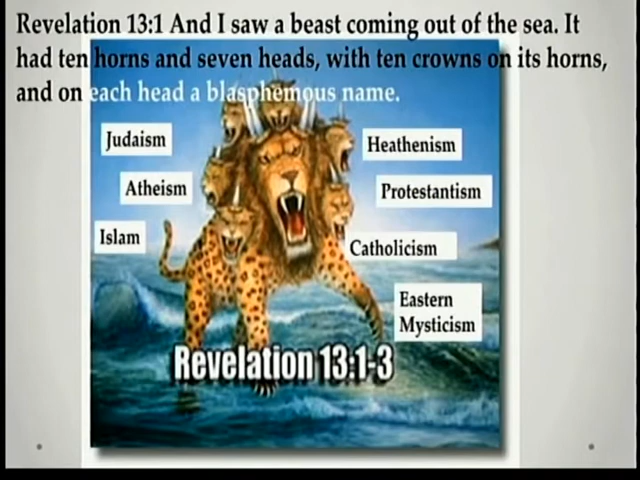 Revelation 13:1 And I saw a beast coming out of the sea. It
had ten horns and seven heads, with ten crowns on its horns,
and on each head a blasphemous name.
Judaism
Heathenism
Atheism
Protestantism
Islam
Catholicism
Eastern
Mysticism
Revelation 13:1-3